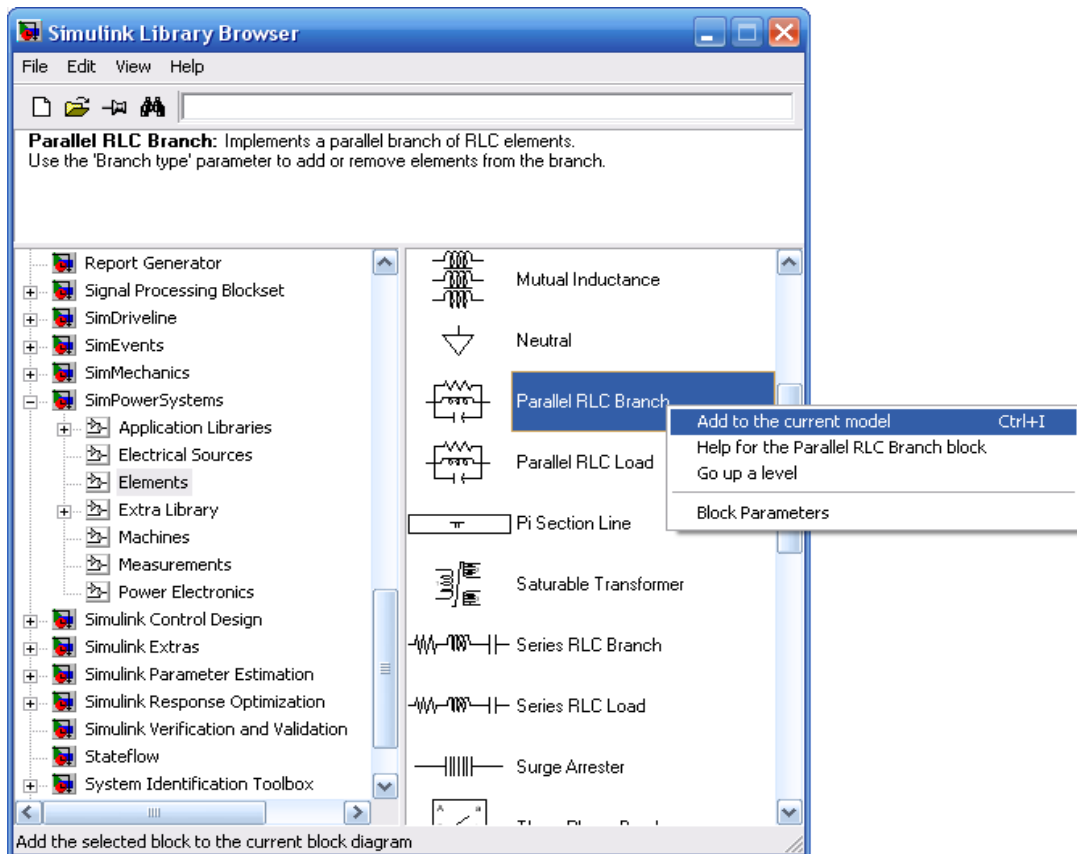 Simulink Library Browser
File Edit View Help
Parallel RLC Branch: Implements a parallel branch of RLC elements.
Use the 'Branch type' parameter to add or remove elements from the branch.
Report Generator
Signal Processing Blockset
SimDriveline
SimEvents
SimMechanics
SimPowerSystems
Application Libraries
Electrical Sources
Elements
Extra Library
Machines
Measurements
Power Electronics
Simulink Control Design
Simulink Extras
Simulink Parameter Estimation
Simulink Response Optimization
Simulink Verification and Validation
Stateflow
System Identification Toolbox
Mutual Inductance
Neutral
Parallel RLC Branch
Parallel RLC Load
Pi Section Line
Saturable Transformer
Series RLC Branch
Series RLC Load
Surge Arrester
Add to the current model Ctrl+I
Help for the Parallel RLC Branch block
Go up a level
Block Parameters
Add the selected block to the current block diagram